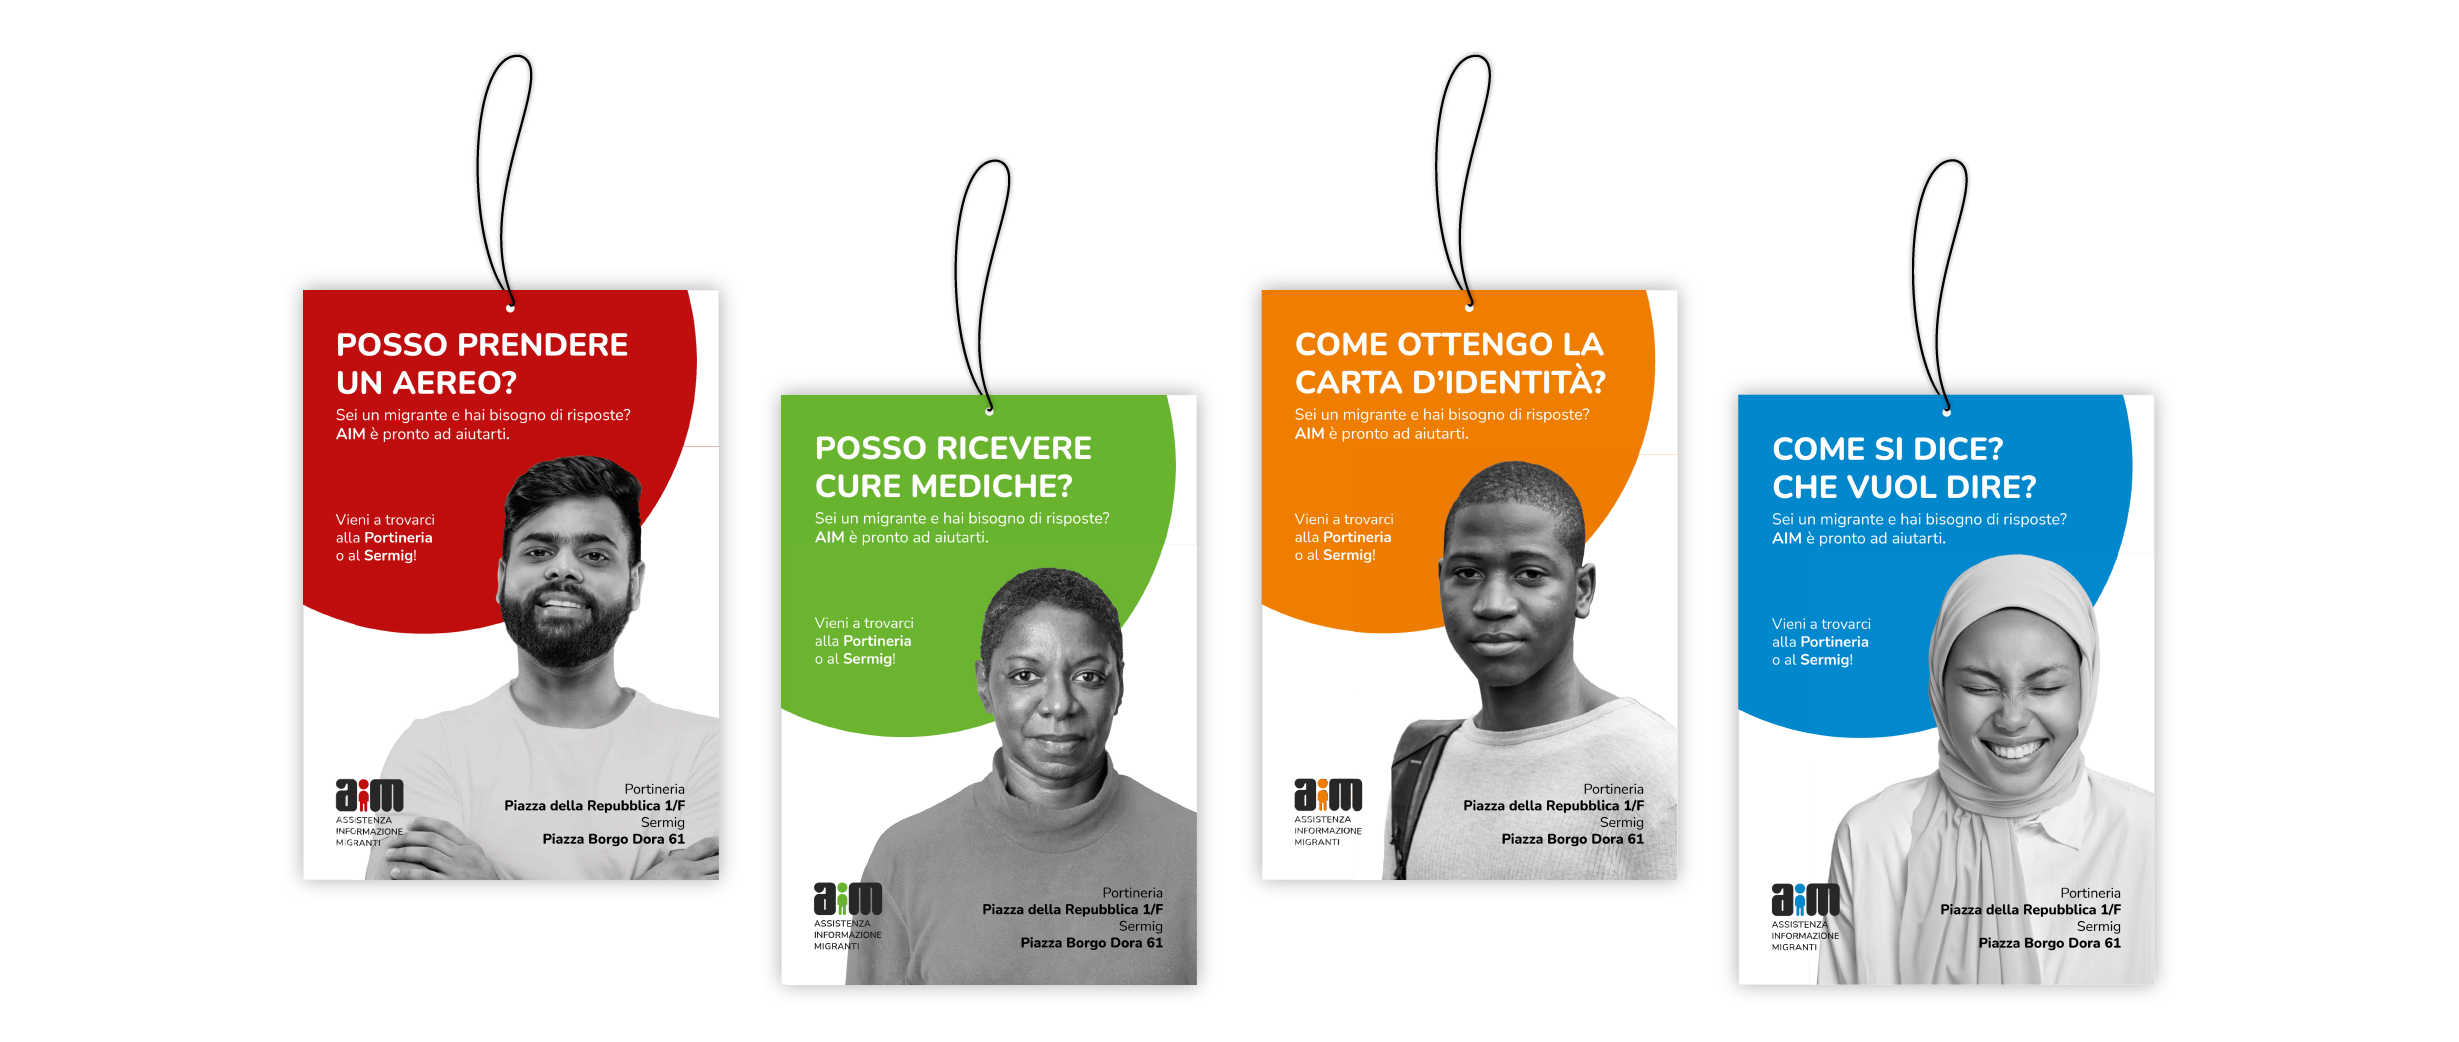 POSSO PRENDERE
UN AEREO?
Sei un migrante e hai bisogno di risposte?
AIM è pronto ad aiutarti.
Vieni a trovarci
alla Portineria
o al Sermig!
aim
ASSISTENZA
INFORMAZIONE
MIGRANTI
Portineria
Piazza della Repubblica 1/F
Sermig
Piazza Borgo Dora 61
POSSO RICEVERE
CURE MEDICHE?
Sei un migrante e hai bisogno di risposte?
AIM è pronto ad aiutarti.
Vieni a trovarci
alla Portineria
o al Sermig!
aim
ASSISTENZA
INFORMAZIONE
MIGRANTI
Portineria
Piazza della Repubblica 1/F
Sermig
Piazza Borgo Dora 61
COME OTTENGO LA
CARTA D’IDENTITÀ?
Sei un migrante e hai bisogno di risposte?
AIM è pronto ad aiutarti.
Vieni a trovarci
alla Portineria
o al Sermig!
aim
ASSISTENZA
INFORMAZIONE
MIGRANTI
Portineria
Piazza della Repubblica 1/F
Sermig
Piazza Borgo Dora 61
COME SI DICE?
CHE VUOL DIRE?
Sei un migrante e hai bisogno di risposte?
AIM è pronto ad aiutarti.
Vieni a trovarci
alla Portineria
o al Sermig!
aim
ASSISTENZA
INFORMAZIONE
MIGRANTI
Portineria
Piazza della Repubblica 1/F
Sermig
Piazza Borgo Dora 61